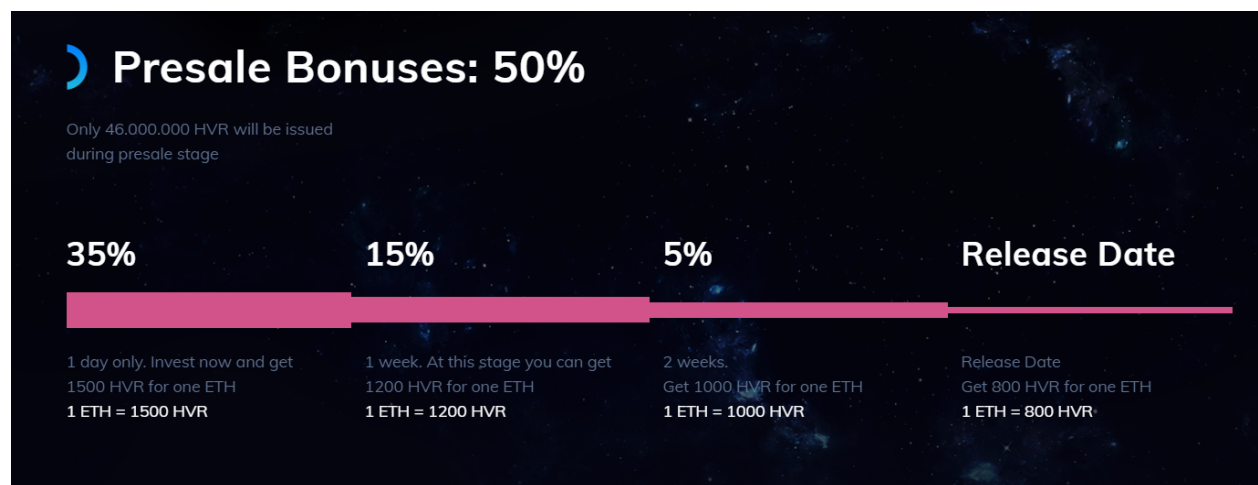 Presale Bonuses: 50%
Only 46.000.000 HVR will be issued
during presale stage
35%
1 day only. Invest now and get
1500 HVR for one ETH
1 ETH = 1500 HVR
15%
1 week. At this stage you can get
1200 HVR for one ETH
1 ETH = 1200 HVR
5%
2 weeks.
Get 1000 HVR for one ETH
1 ETH = 1000 HVR
Release Date
Release Date
Get 800 HVR for one ETH
1 ETH = 800 HVR